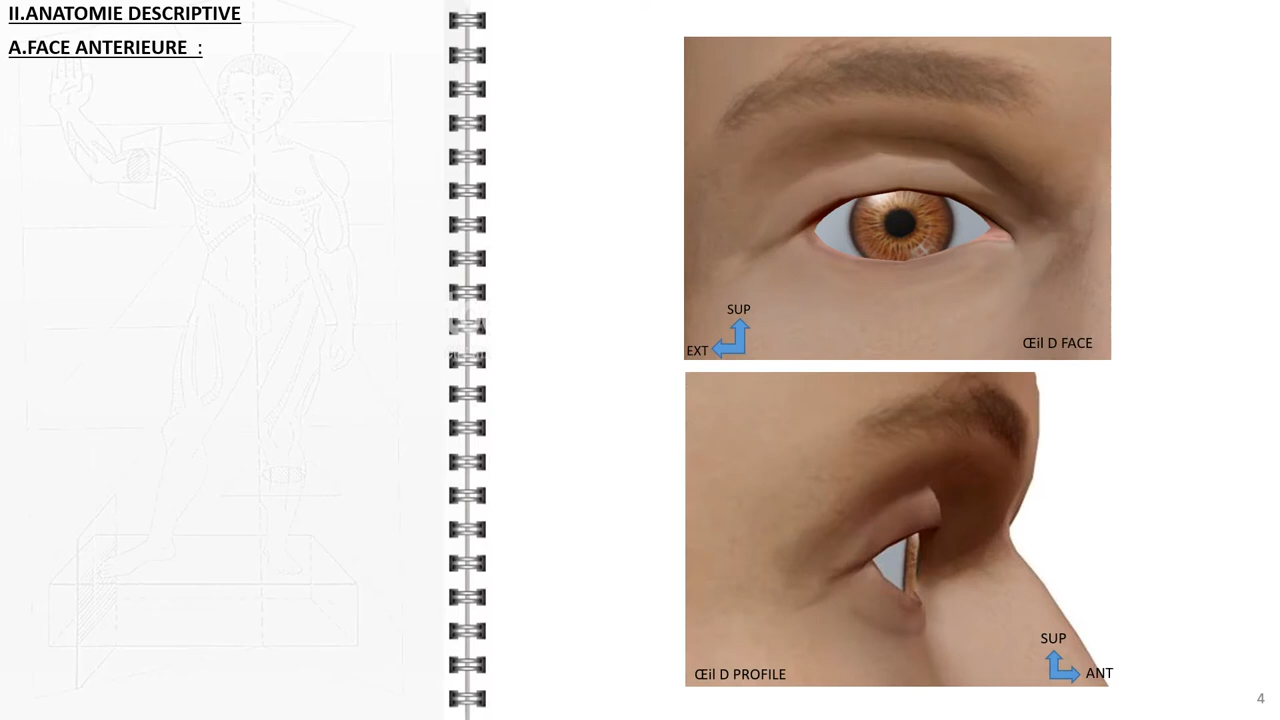 II.ANATOMIE DESCRIPTIVE
A.FACE ANTERIEURE :
SUP
EXT
Œil D FACE
SUP
ANT
Œil D PROFILE
4